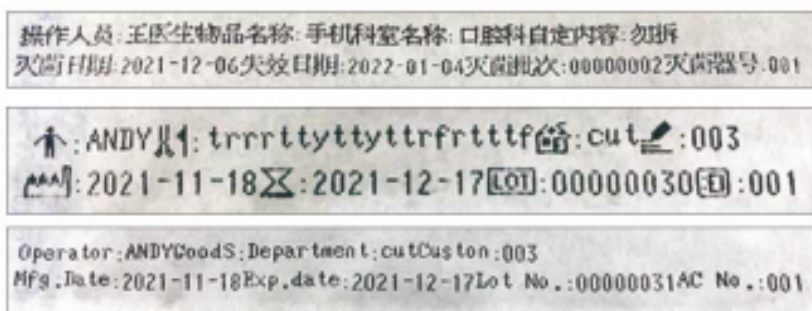 操作人员:王医生物品名称:手机科室名称:口腔科自定内容:勿拆
灭菌日期:2021-12-06失效日期:2022-01-04灭菌批次:00000002灭菌器号:001
:ANDY:trrrttyttyttrfrtttf:cut:003
:2021-11-18:2021-12-17LOT:00000030:001
Operator:ANDYGoodS:Department:cutCuston:003
Mfg.Date:2021-11-18Exp.date:2021-12-17Lot No.:00000031AC No.:001